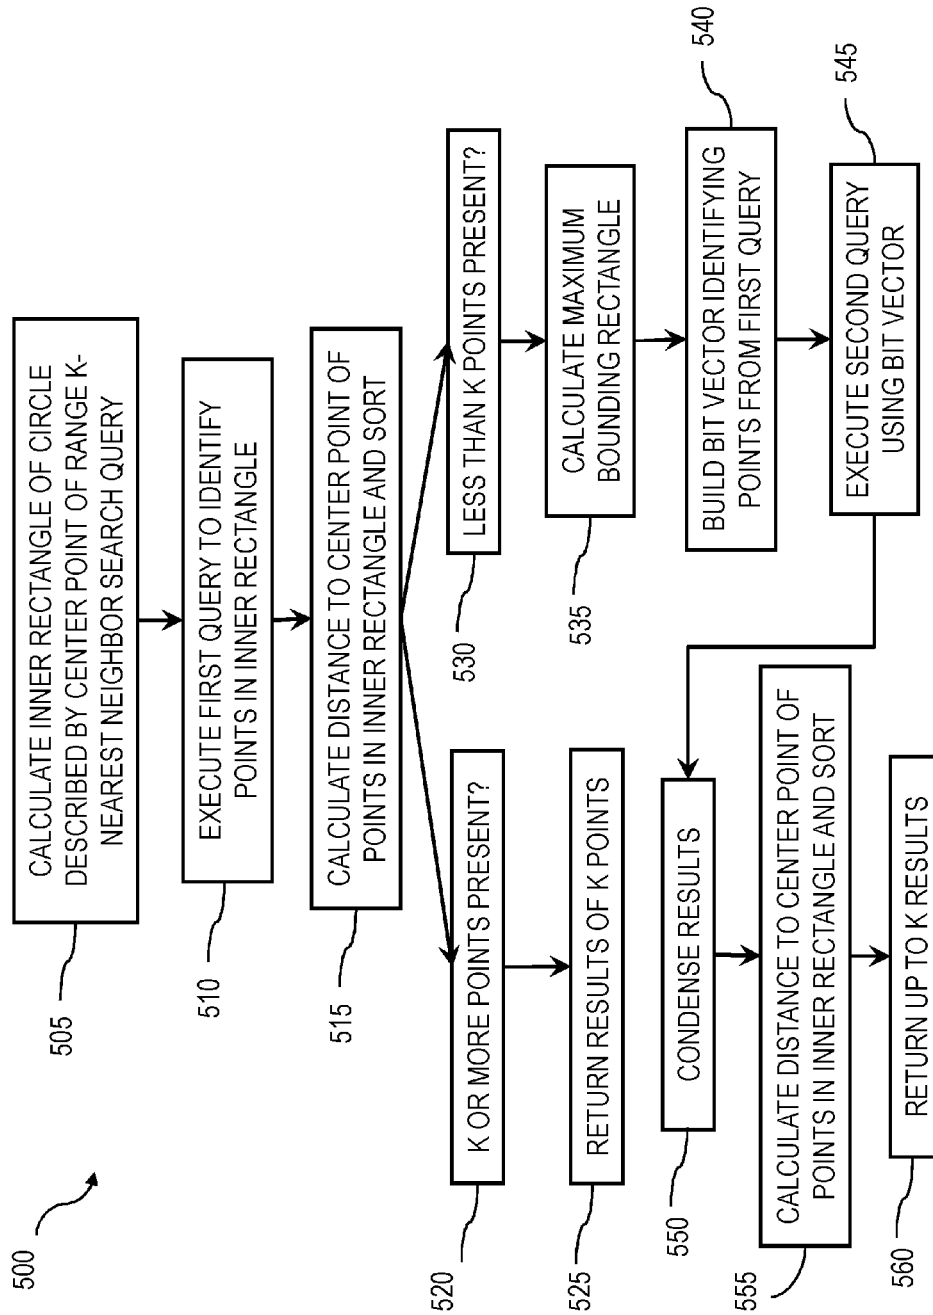 500
CALCULATE INNER RECTANGLE OF CIRCLE
DESCRIBED BY CENTER POINT OF RANGE K-
NEAREST NEIGHBOR SEARCH QUERY
505
EXECUTE FIRST QUERY TO IDENTIFY
POINTS IN INNER RECTANGLE
510
CALCULATE DISTANCE TO CENTER POINT OF
POINTS IN INNER RECTANGLE AND SORT
515
K OR MORE POINTS PRESENT?
520
RETURN RESULTS OF K POINTS
525
LESS THAN K POINTS PRESENT?
530
CALCULATE MAXIMUM
BOUNDING RECTANGLE
535
BUILD BIT VECTOR IDENTIFYING
POINTS FROM FIRST QUERY
540
EXECUTE SECOND QUERY
USING BIT VECTOR
545
CONDENSE RESULTS
550
CALCULATE DISTANCE TO CENTER POINT OF
POINTS IN INNER RECTANGLE AND SORT
555
RETURN UP TO K RESULTS
560